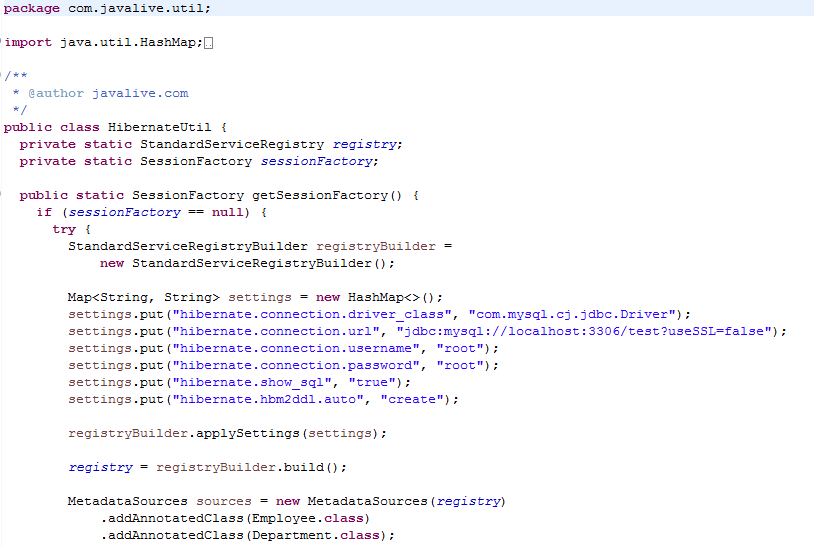 package com.javalive.util;
import java.util.HashMap;
/**
* @author javalive.com
*/
public class HibernateUtil {
private static StandardServiceRegistry registry;
private static SessionFactory sessionFactory;
public static SessionFactory getSessionFactory() {
if (sessionFactory == null) {
try {
StandardServiceRegistryBuilder registryBuilder =
new StandardServiceRegistryBuilder();
Map<String, String> settings = new HashMap<>();
settings.put("hibernate.connection.driver_class", "com.mysql.cj.jdbc.Driver");
settings.put("hibernate.connection.url", "jdbc:mysql://localhost:3306/test?useSSL=false");
settings.put("hibernate.connection.username", "root");
settings.put("hibernate.connection.password", "root");
settings.put("hibernate.show_sql", "true");
settings.put("hibernate.hbm2ddl.auto", "create");
registryBuilder.applySettings(settings);
registry = registryBuilder.build();
MetadataSources sources = new MetadataSources(registry)
.addAnnotatedClass(Employee.class)
.addAnnotatedClass(Department.class);